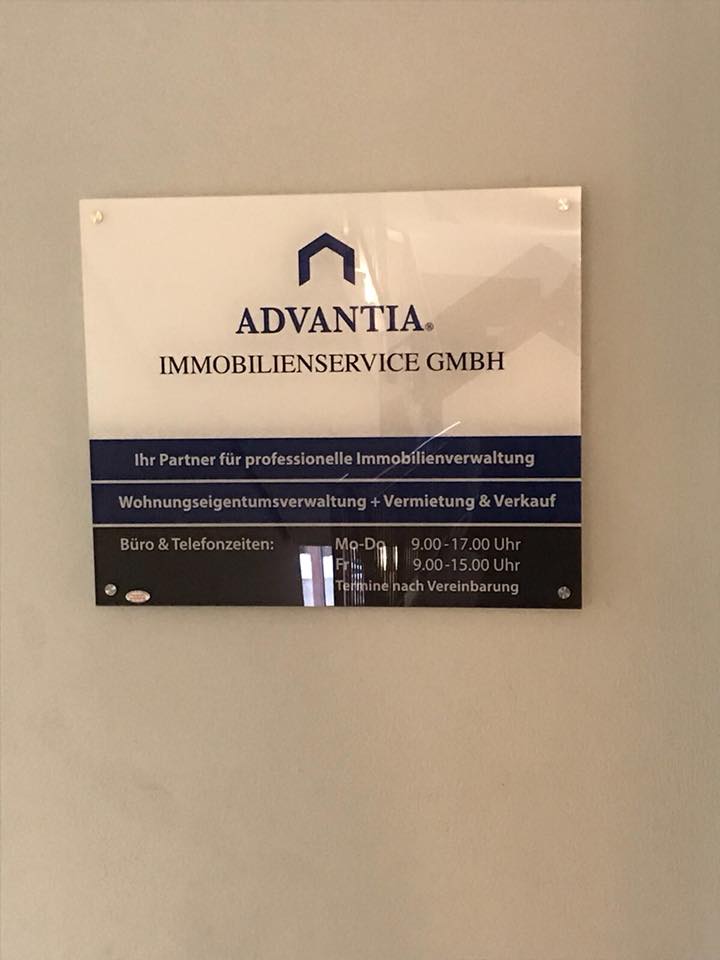 ADVANTIA®
IMMOBILIENSERVICE GMBH
Ihr Partner für professionelle Immobilienverwaltung
Wohnungseigentumsverwaltung + Vermietung & Verkauf
Büro & Telefonzeiten: Mo-Do 9.00-17.00 Uhr
Fr 9.00-15.00 Uhr
Termine nach Vereinbarung